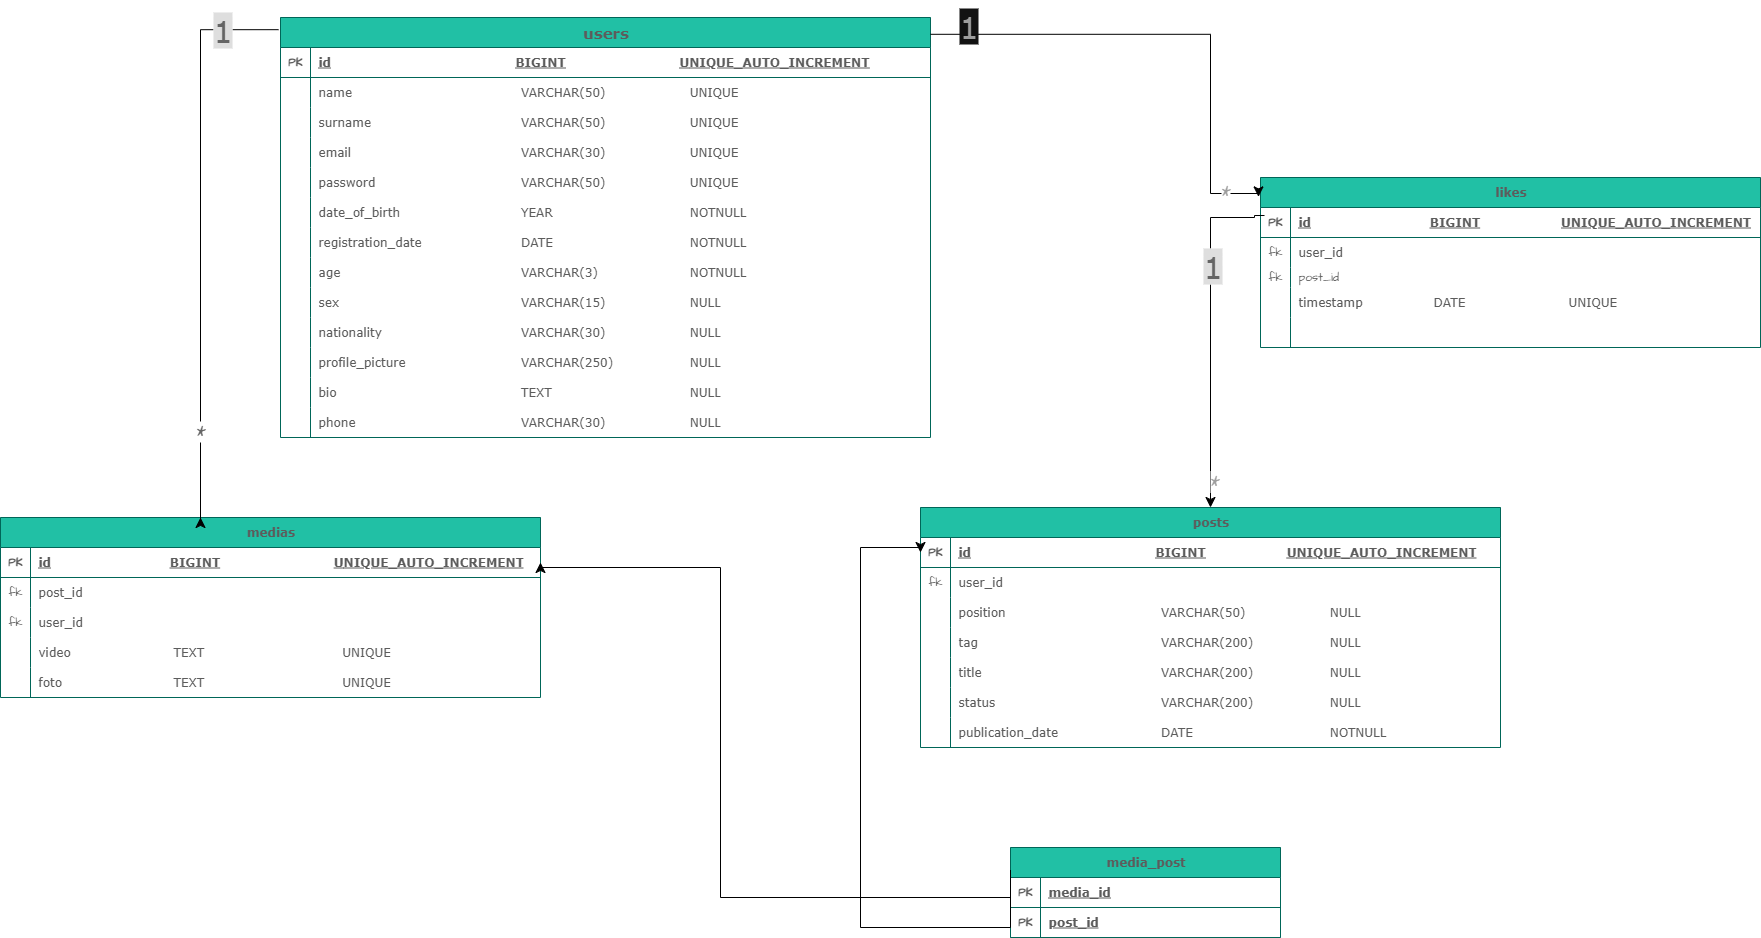 1
users
1
PK id BIGINT UNIQUE_AUTO_INCREMENT
name VARCHAR(50) UNIQUE
surname VARCHAR(50) UNIQUE
email VARCHAR(30) UNIQUE
password VARCHAR(50) UNIQUE
date_of_birth YEAR NOTNULL
registration_date DATE NOTNULL
age VARCHAR(3) NOTNULL
sex VARCHAR(15) NULL
nationality VARCHAR(30) NULL
profile_picture VARCHAR(250) NULL
bio TEXT NULL
phone VARCHAR(30) NULL
*
likes
PK id BIGINT UNIQUE_AUTO_INCREMENT
fk user_id
fk post_id
timestamp DATE UNIQUE
1
*
*
medias
PK id BIGINT UNIQUE_AUTO_INCREMENT
fk post_id
fk user_id
video TEXT UNIQUE
foto TEXT UNIQUE
posts
PK id BIGINT UNIQUE_AUTO_INCREMENT
fk user_id
position VARCHAR(50) NULL
tag VARCHAR(200) NULL
title VARCHAR(200) NULL
status VARCHAR(200) NULL
publication_date DATE NOTNULL
media_post
PK media_id
PK post_id